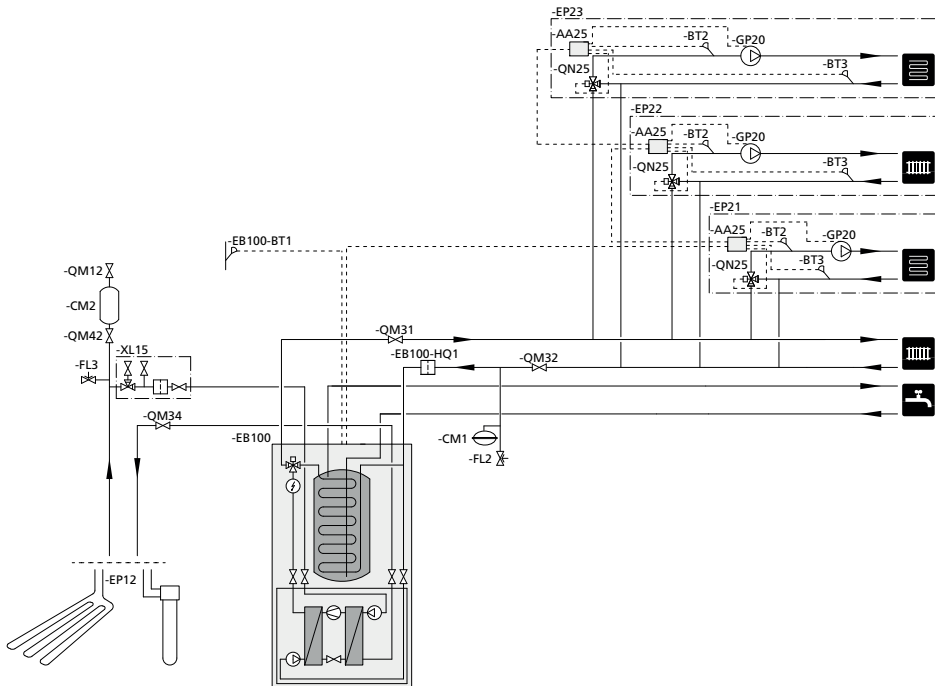 -EP23
-AA25
-BT2
-GP20
-QN25
-BT3
-EP22
-AA25
-BT2
-GP20
-QN25
-BT3
-EP21
-AA25
-BT2
-GP20
-QN25
-BT3
-EB100-BT1
-QM12
-CM2
-QM42
-QM31
-XL15
-EB100-HQ1
-QM32
-FL3
-QM34
-EB100
-CM1
-FL2
-EP12